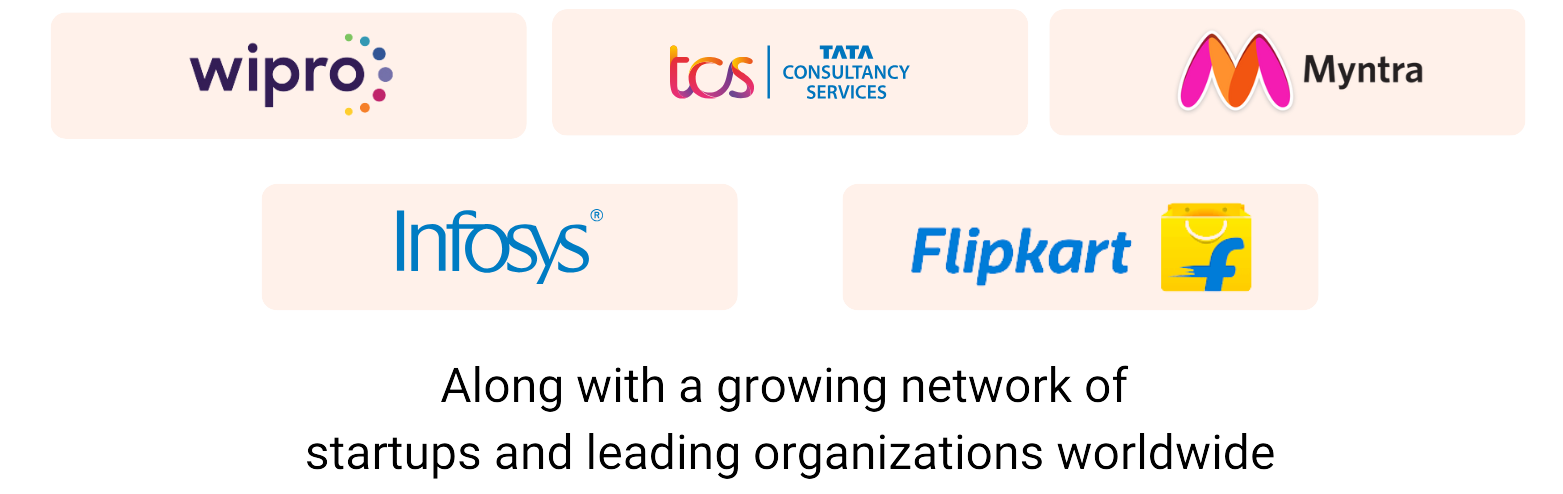 wipro
tcs
TATA
CONSULTANCY
SERVICES
Myntra
Infosys®
Flipkart
f
Along with a growing network of
startups and leading organizations worldwide